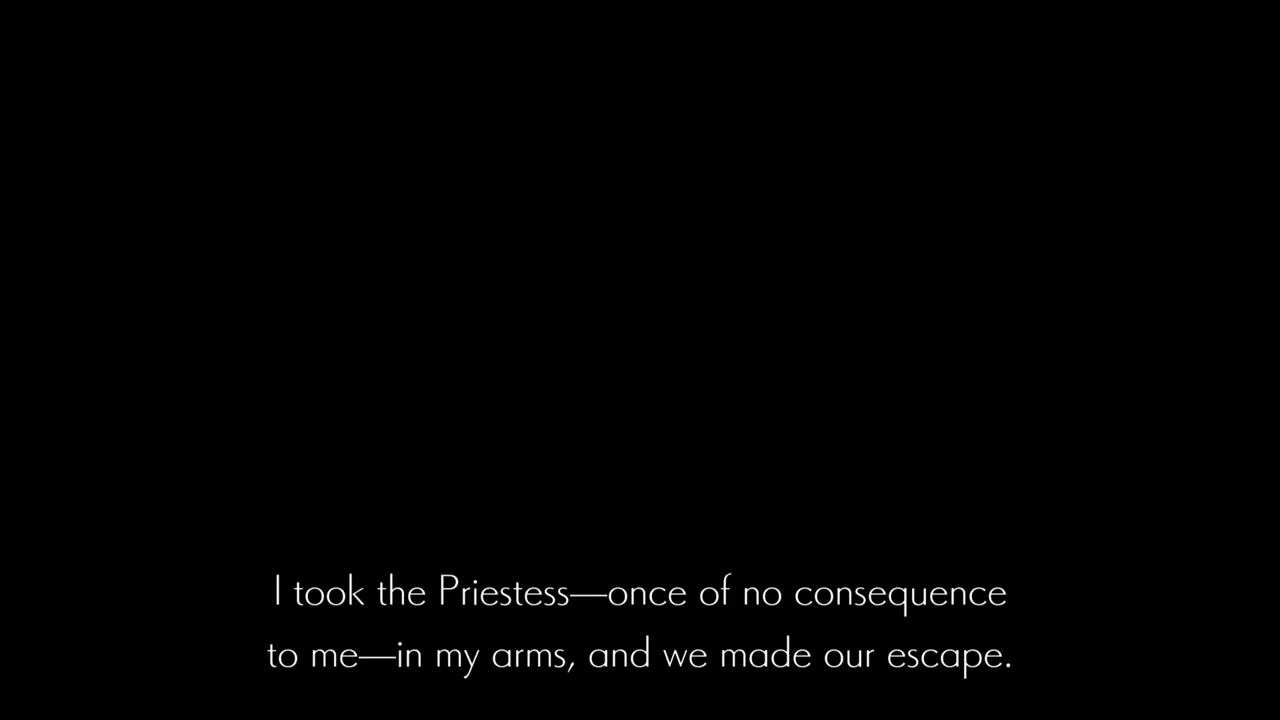 I took the Priestess—once of no consequence
to me—in my arms, and we made our escape.